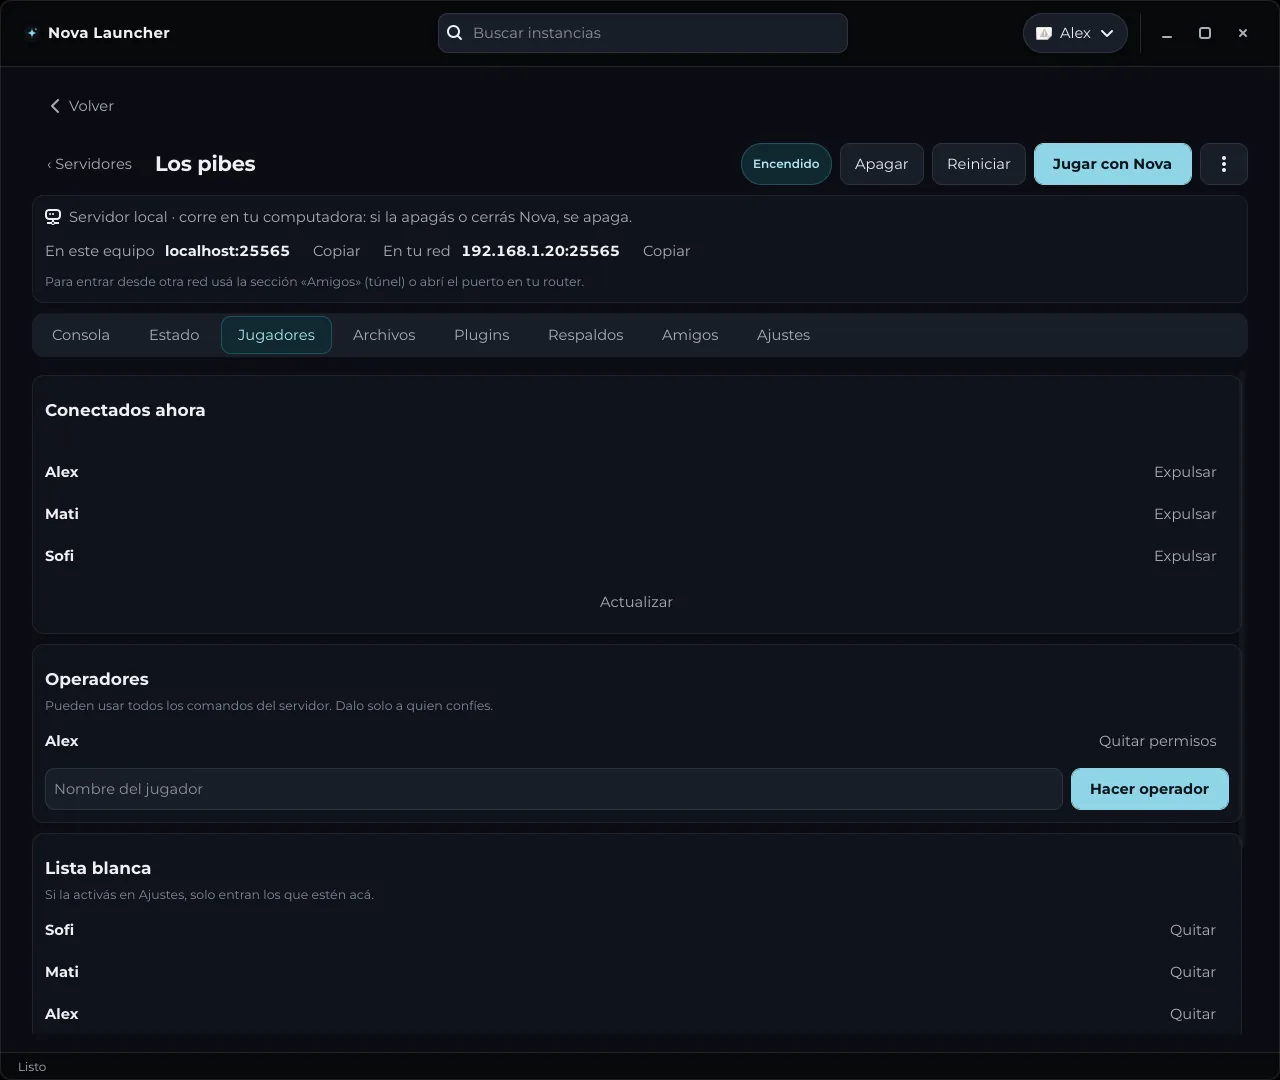 Nova Launcher
Buscar instancias
Alex
Volver
‹ Servidores Los pibes
Encendido Apagar Reiniciar Jugar con Nova
Servidor local · corre en tu computadora: si la apagás o cerrás Nova, se apaga.
En este equipo localhost:25565 Copiar En tu red 192.168.1.20:25565 Copiar
Para entrar desde otra red usá la sección «Amigos» (túnel) o abrí el puerto en tu router.
Consola Estado Jugadores Archivos Plugins Respaldos Amigos Ajustes
Conectados ahora
Alex Expulsar
Mati Expulsar
Sofi Expulsar
Actualizar
Operadores
Pueden usar todos los comandos del servidor. Dalo solo a quien confíes.
Alex Quitar permisos
Nombre del jugador Hacer operador
Lista blanca
Si la activás en Ajustes, solo entran los que estén acá.
Sofi Quitar
Mati Quitar
Alex Quitar
Listo